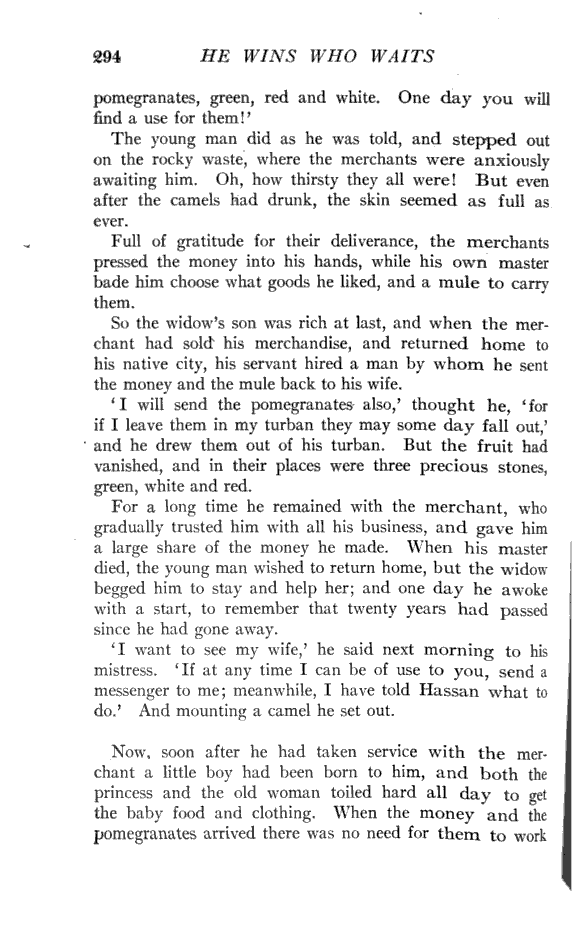 294 HE WINS WHO WAITS
pomegranates, green, red and white. One day you will
find a use for them!’
The young man did as he was told, and stepped out
on the rocky waste, where the merchants were anxiously
awaiting him. Oh, how thirsty they all were! But even
after the camels had drunk, the skin seemed as full as
ever.
Full of gratitude for their deliverance, the merchants
pressed the money into his hands, while his own master
bade him choose what goods he liked, and a mule to carry
them.
So the widow’s son was rich at last, and when the mer-
chant had sold his merchandise, and returned home to
his native city, his servant hired a man by whom he sent
the money and the mule back to his wife.
‘I will send the pomegranates also,’ thought he, ‘for
if I leave them in my turban they may some day fall out,’
and he drew them out of his turban. But the fruit had
vanished, and in their places were three precious stones,
green, white and red.
For a long time he remained with the merchant, who
gradually trusted him with all his business, and gave him
a large share of the money he made. When his master
died, the young man wished to return home, but the widow
begged him to stay and help her; and one day he awoke
with a start, to remember that twenty years had passed
since he had gone away.
‘I want to see my wife,’ he said next morning to his
mistress. ‘If at any time I can be of use to you, send a
messenger to me; meanwhile, I have told Hassan what to
do.’ And mounting a camel he set out.
Now, soon after he had taken service with the mer-
chant a little boy had been born to him, and both the
princess and the old woman toiled hard all day to get
the baby food and clothing. When the money and the
pomegranates arrived there was no need for them to work